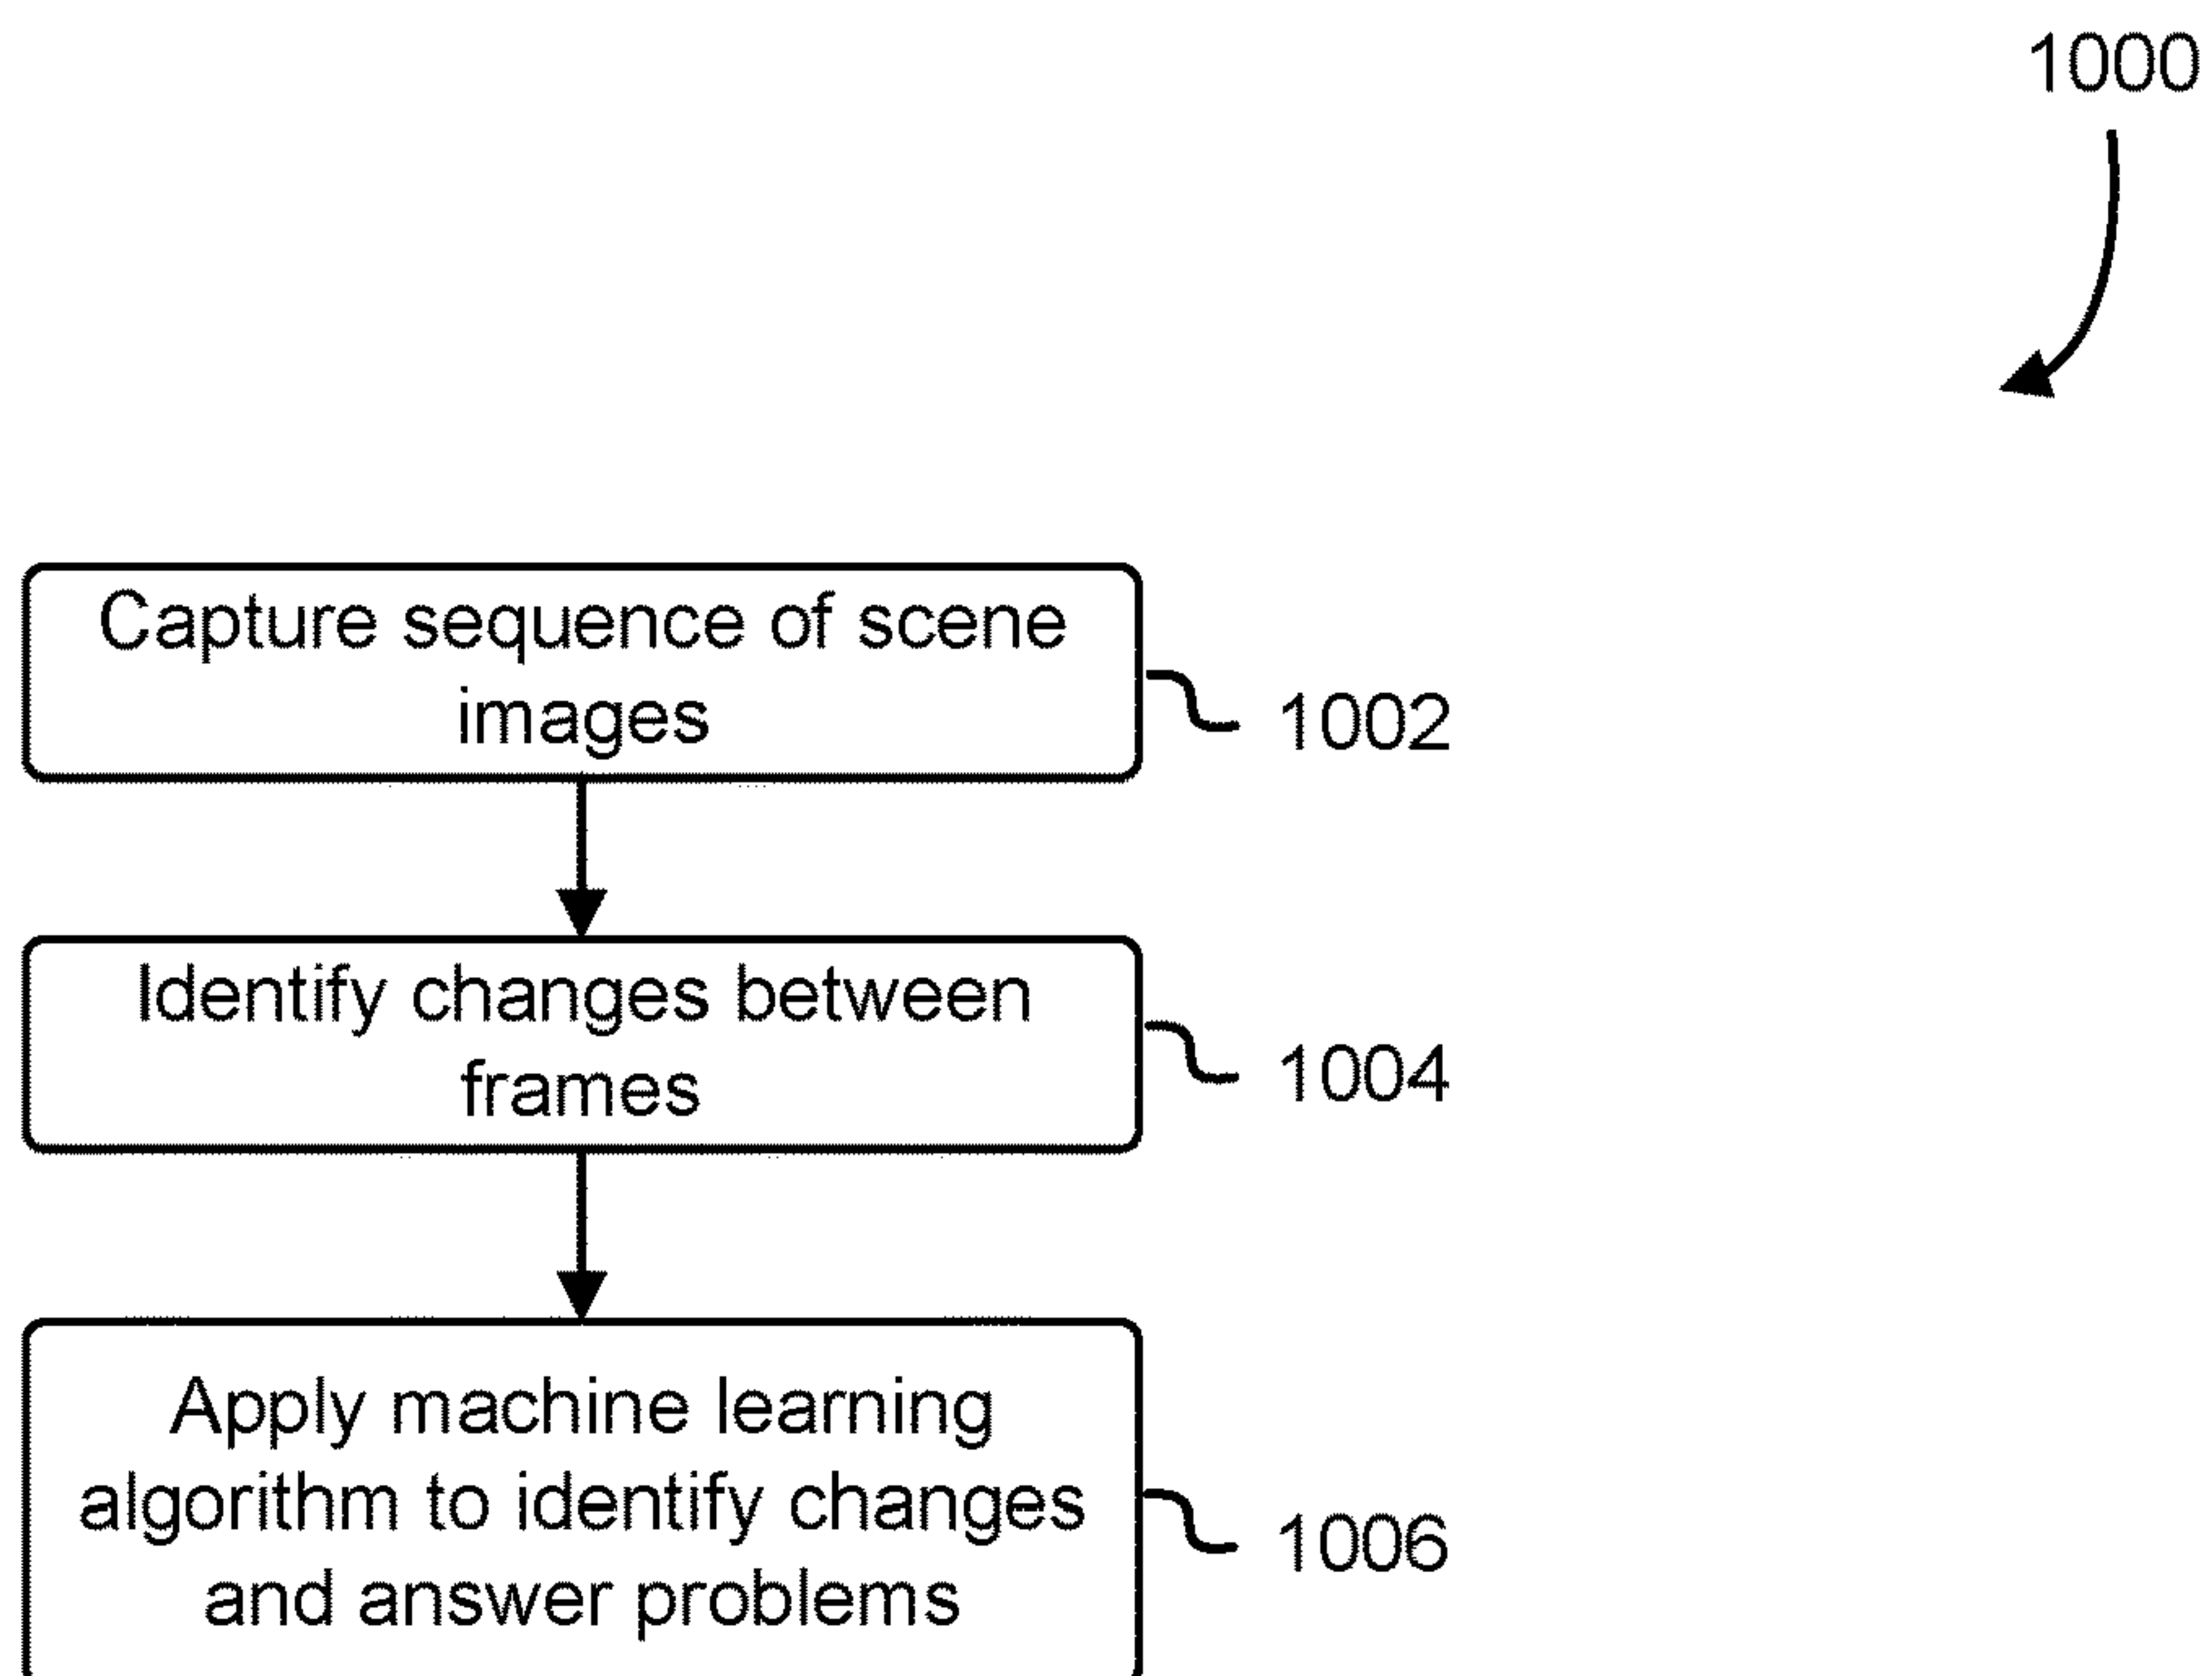 1000
Capture sequence of scene
images
1002
Identify changes between
frames
1004
Apply machine learning
algorithm to identify changes
and answer problems
1006